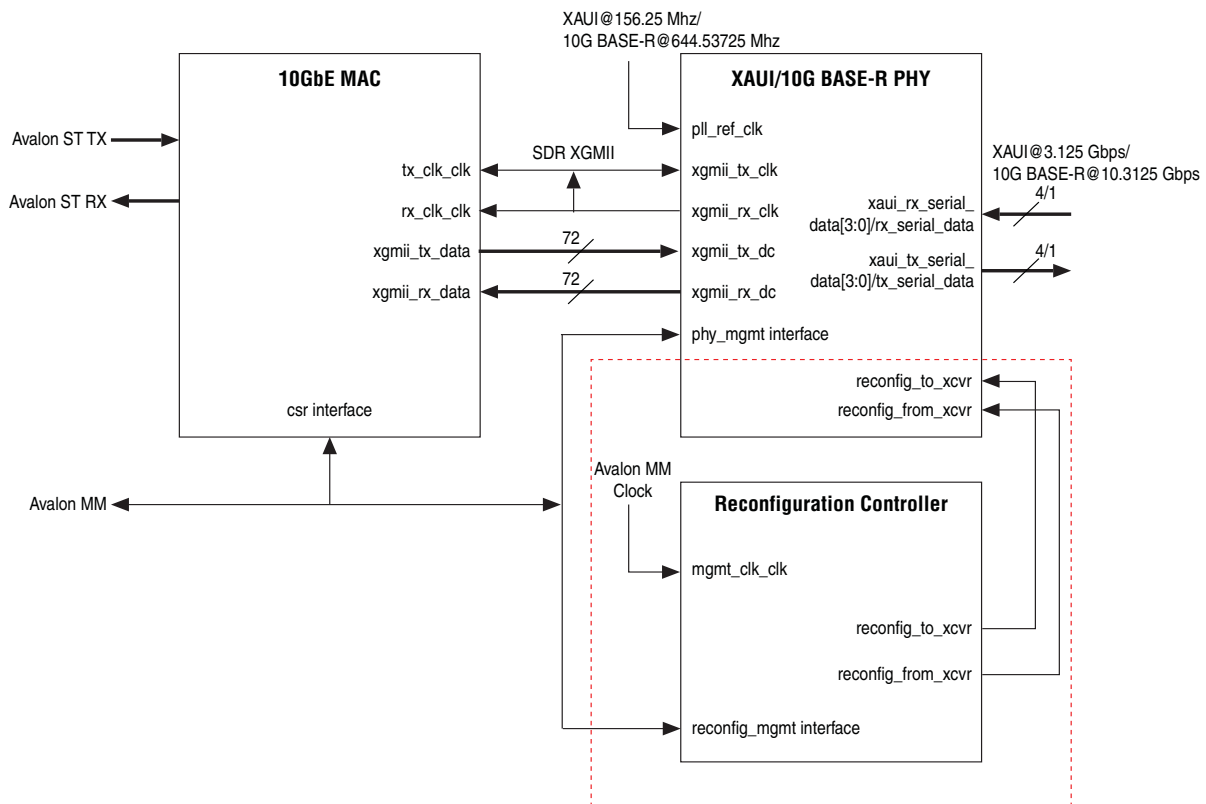 XAUI@156.25 Mhz/
10G BASE-R@644.53725 Mhz
10GbE MAC
XAUI/10G BASE-R PHY
Avalon ST TX
Avalon ST RX
tx_clk_clk
rx_clk_clk
xgmii_tx_data
xgmii_rx_data
csr interface
SDR XGMII
72
72
pll_ref_clk
xgmii_tx_clk
xgmii_rx_clk
xgmii_tx_dc
xgmii_rx_dc
phy_mgmt interface
XAUI@3.125 Gbps/
10G BASE-R@10.3125 Gbps
xaui_rx_serial_
data[3:0]/rx_serial_data
4/1
xaui_tx_serial_
data[3:0]/tx_serial_data
4/1
reconfig_to_xcvr
reconfig_from_xcvr
Avalon MM
Avalon MM
Clock
Reconfiguration Controller
mgmt_clk_clk
reconfig_to_xcvr
reconfig_from_xcvr
reconfig_mgmt interface